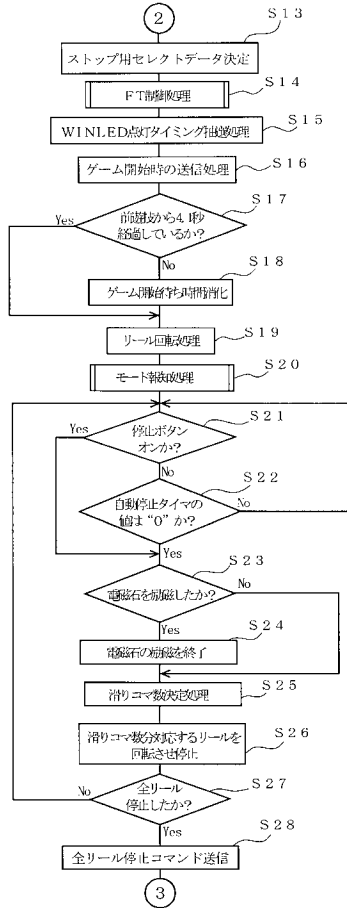 ②
S13
ストップ用セレクトデータ決定
S14
FT制御処理
S15
WINLED点灯タイミング抽選処理
S16
ゲーム開始時の送信処理
S17
Yes
前遊技から4.1秒
経過しているか？
No
S18
ゲーム開始待ち時間消化
S19
リール回転処理
S20
モード報知処理
S21
Yes
停止ボタン
オンか？
No
S22
自動停止タイマの
値は“0”か？
No
Yes
S23
電磁石を励磁したか？
No
Yes
S24
電磁石の励磁を終了
S25
滑りコマ数決定処理
S26
滑りコマ数分対応するリールを
回転させ停止
S27
No
全リール
停止したか？
Yes
S28
全リール停止コマンド送信
③